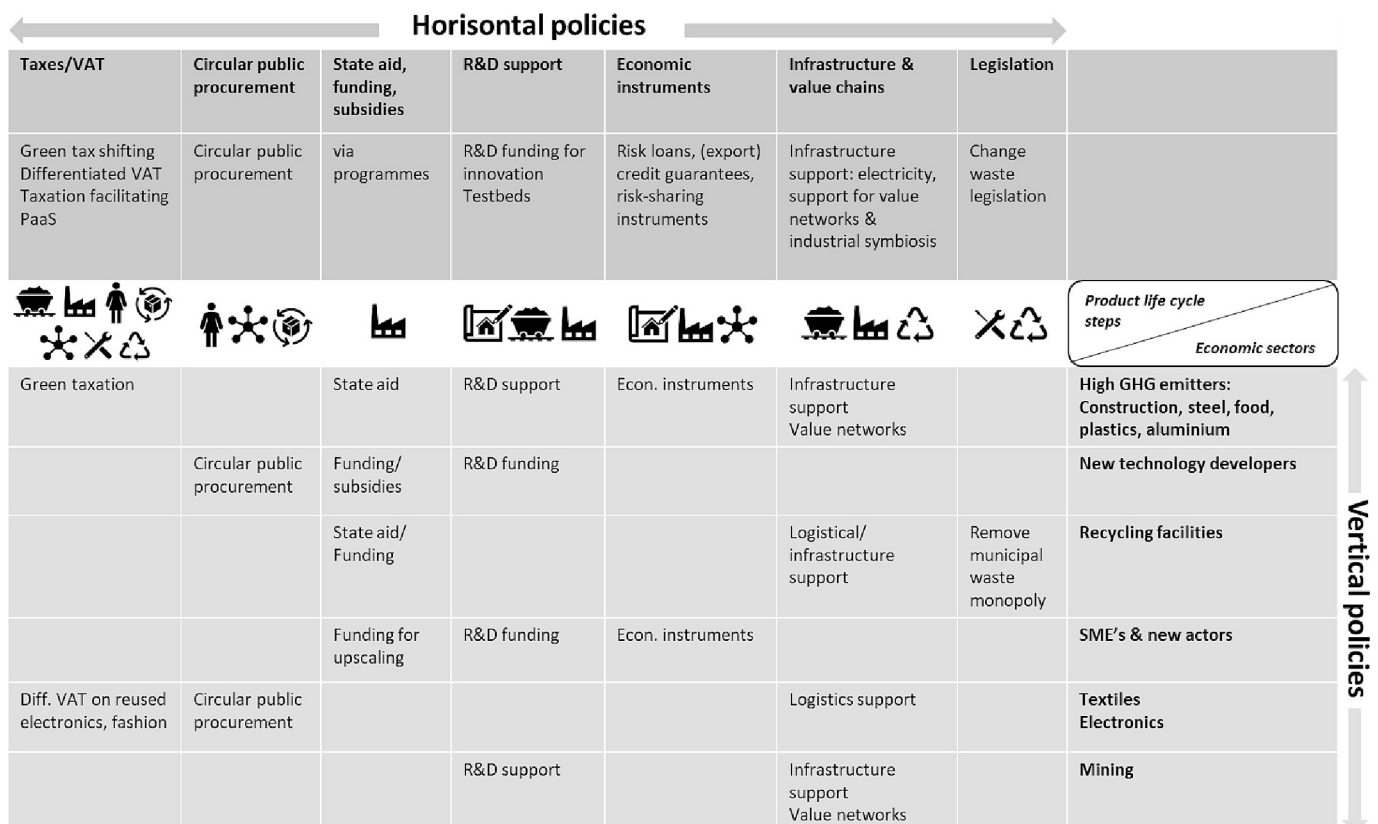 Horisontal policies
Taxes/VAT
Circular public
procurement
State aid,
funding,
subsidies
R&D support
Economic
instruments
Infrastructure &
value chains
Legislation
Green tax shifting
Differentiated VAT
Taxation facilitating
PaaS
Circular public
procurement
via
programmes
R&D funding for
innovation
Testbeds
Risk loans, (export)
credit guarantees,
risk-sharing
instruments
Infrastructure
support: electricity,
support for value
networks &
industrial symbiosis
Change
waste
legislation
Product life cycle
steps
Economic sectors
Green taxation
State aid
R&D support
Econ. instruments
Infrastructure
support
Value networks
High GHG emitters:
Construction, steel, food,
plastics, aluminium
Circular public
procurement
Funding/
subsidies
R&D funding
New technology developers
State aid/
Funding
Logistical/
infrastructure
support
Remove
municipal
waste
monopoly
Recycling facilities
Funding for
upscaling
R&D funding
Econ. instruments
SME's & new actors
Diff. VAT on reused
electronics, fashion
Circular public
procurement
Logistics support
Textiles
Electronics
R&D support
Infrastructure
support
Value networks
Mining
Vertical policies